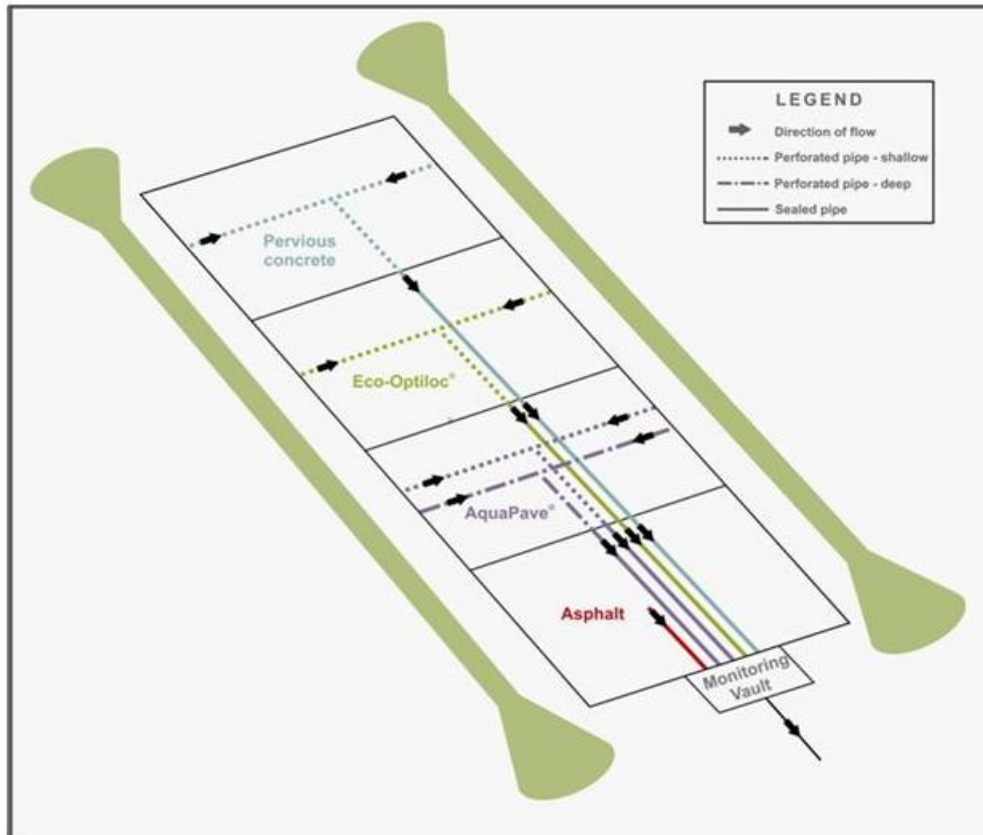 LEGEND
Direction of flow
Perforated pipe - shallow
Perforated pipe - deep
Sealed pipe
Pervious
concrete
Eco-Optiloc®
AquaPave®
Asphalt
Monitoring
Vault